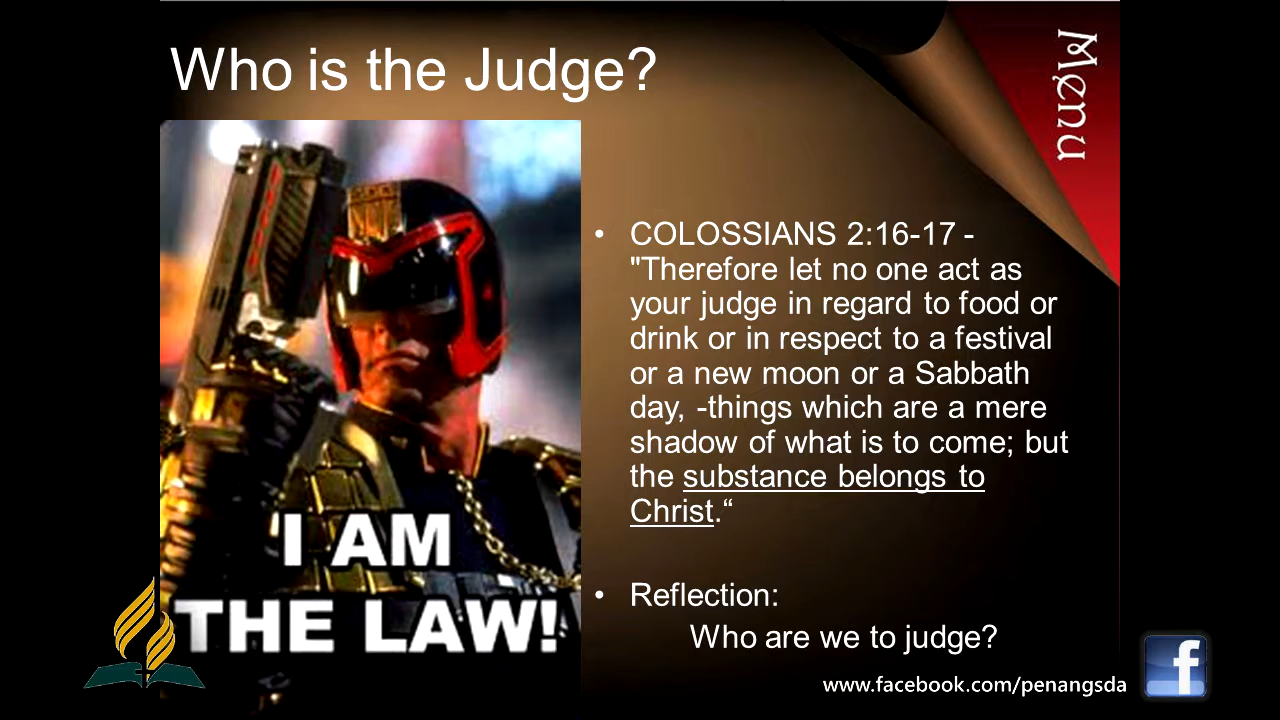 Who is the Judge?
Menu
I AM
THE LAW!
• COLOSSIANS 2:16-17 -
"Therefore let no one act as
your judge in regard to food or
drink or in respect to a festival
or a new moon or a Sabbath
day, -things which are a mere
shadow of what is to come; but
the substance belongs to
Christ.“
• Reflection:
Who are we to judge?
www.facebook.com/penangsda
f